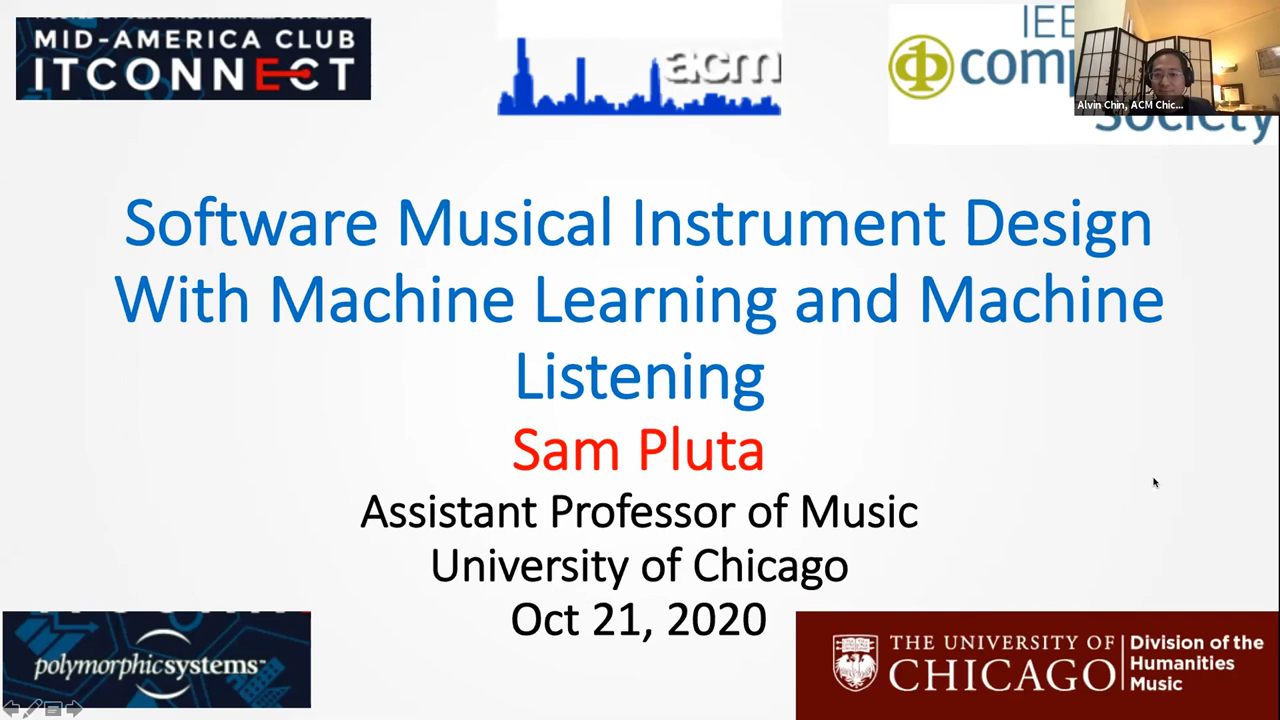 MID-AMERICA CLUB
ITCONNECT
acm
IEE
comp
Society
Alvin Chin, ACM Chic...
Software Musical Instrument Design
With Machine Learning and Machine
Listening
Sam Pluta
Assistant Professor of Music
University of Chicago
Oct 21, 2020
polymorphicsystems
THE UNIVERSITY OF
CHICAGO
Division of the
Humanities
Music